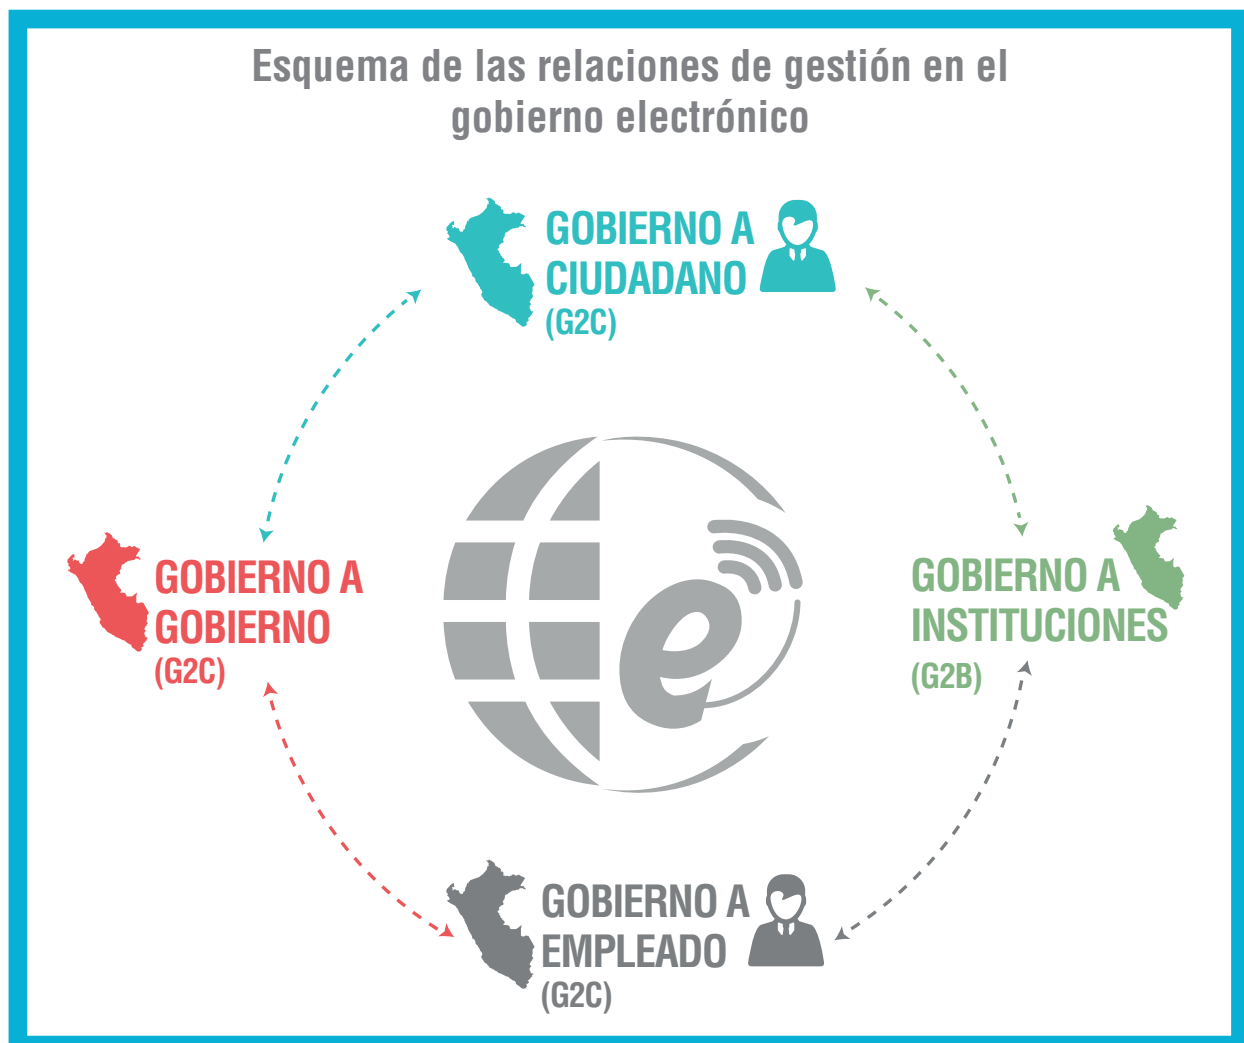 Esquema de las relaciones de gestión en el
gobierno electrónico
GOBIERNO A
CIUDADANO
(G2C)
GOBIERNO A
GOBIERNO
(G2C)
e
GOBIERNO A
INSTITUCIONES
(G2B)
GOBIERNO A
EMPLEADO
(G2C)